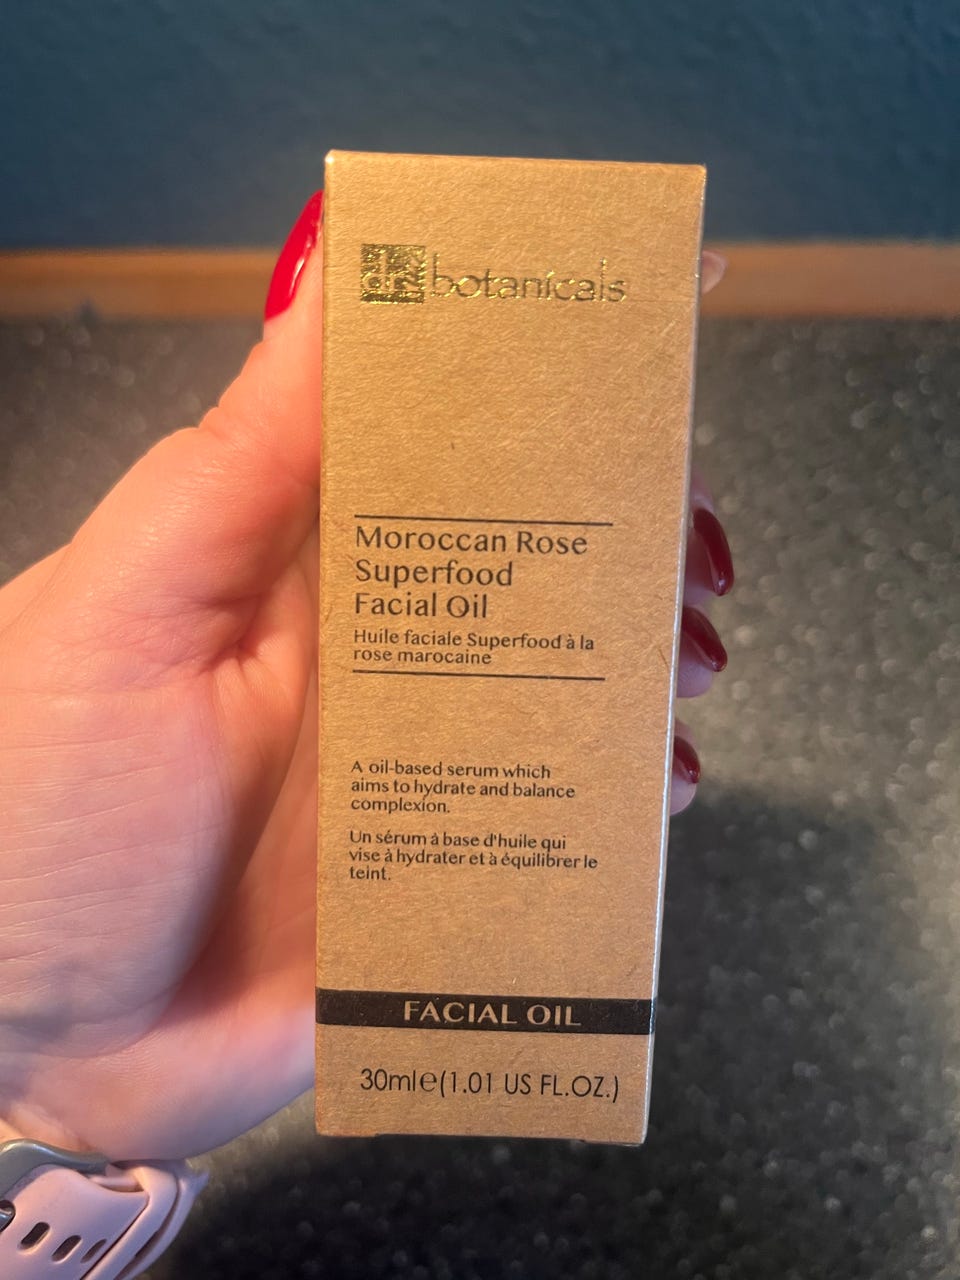 dr botanicals
Moroccan Rose
Superfood
Facial Oil
Huile faciale Superfood à la
rose marocaine
A oil-based serum which
aims to hydrate and balance
complexion.
Un sérum à base d'huile qui
vise à hydrater et à équilibrer le
teint.
FACIAL OIL
30ml℮(1.01 US FL.OZ.)